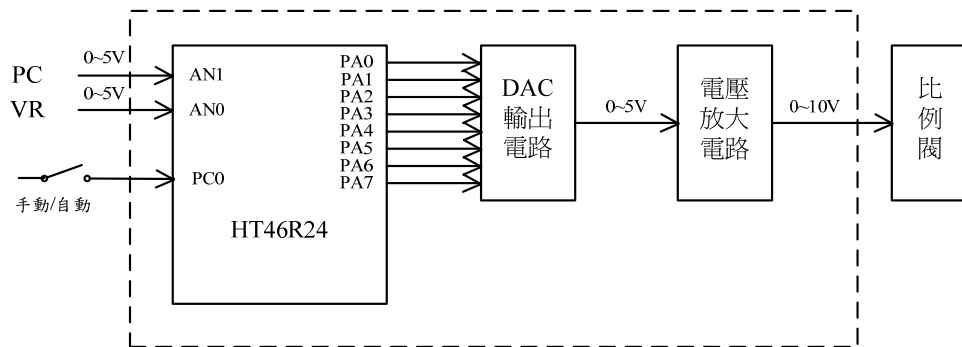 PC
VR
0~5V
0~5V
手動/自動
AN1
AN0
PC0
HT46R24
PA0
PA1
PA2
PA3
PA4
PA5
PA6
PA7
DAC
輸出
電路
0~5V
電壓
放大
電路
0~10V
比
例
閥